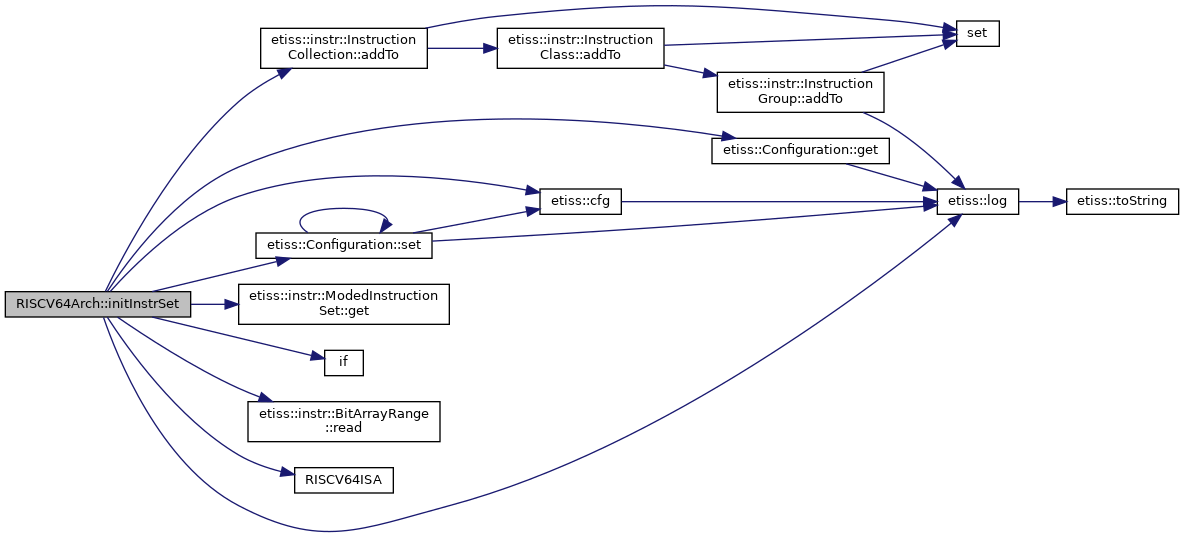 RISCV64Arch::initInstrSet
etiss::instr::Instruction
Collection::addTo
etiss::instr::Instruction
Class::addTo
set
etiss::instr::Instruction
Group::addTo
etiss::Configuration::get
etiss::cfg
etiss::log
etiss::toString
etiss::Configuration::set
etiss::instr::ModedInstruction
Set::get
if
etiss::instr::BitArrayRange
::read
RISCV64ISA